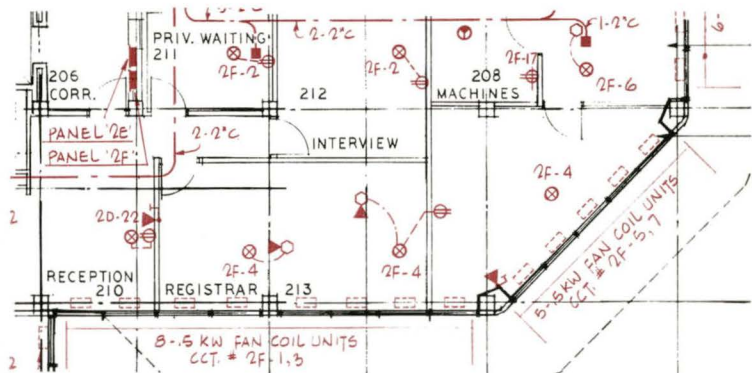 2-2"C
1-2"C
PRIV. WAITING
211
2F-2
2F-2
2F-17
208
MACHINES
2F-6
206
CORR.
212
PANEL '2E'
PANEL '2F'
2-2"C
INTERVIEW
2F-4
2D-22
2F-4
2F-4
RECEPTION
210
REGISTRAR
213
5-.5 KW FAN COIL UNITS
CCT. # 2F-5,7
8-.5 KW FAN COIL UNITS
CCT. # 2F-1,3
2
2